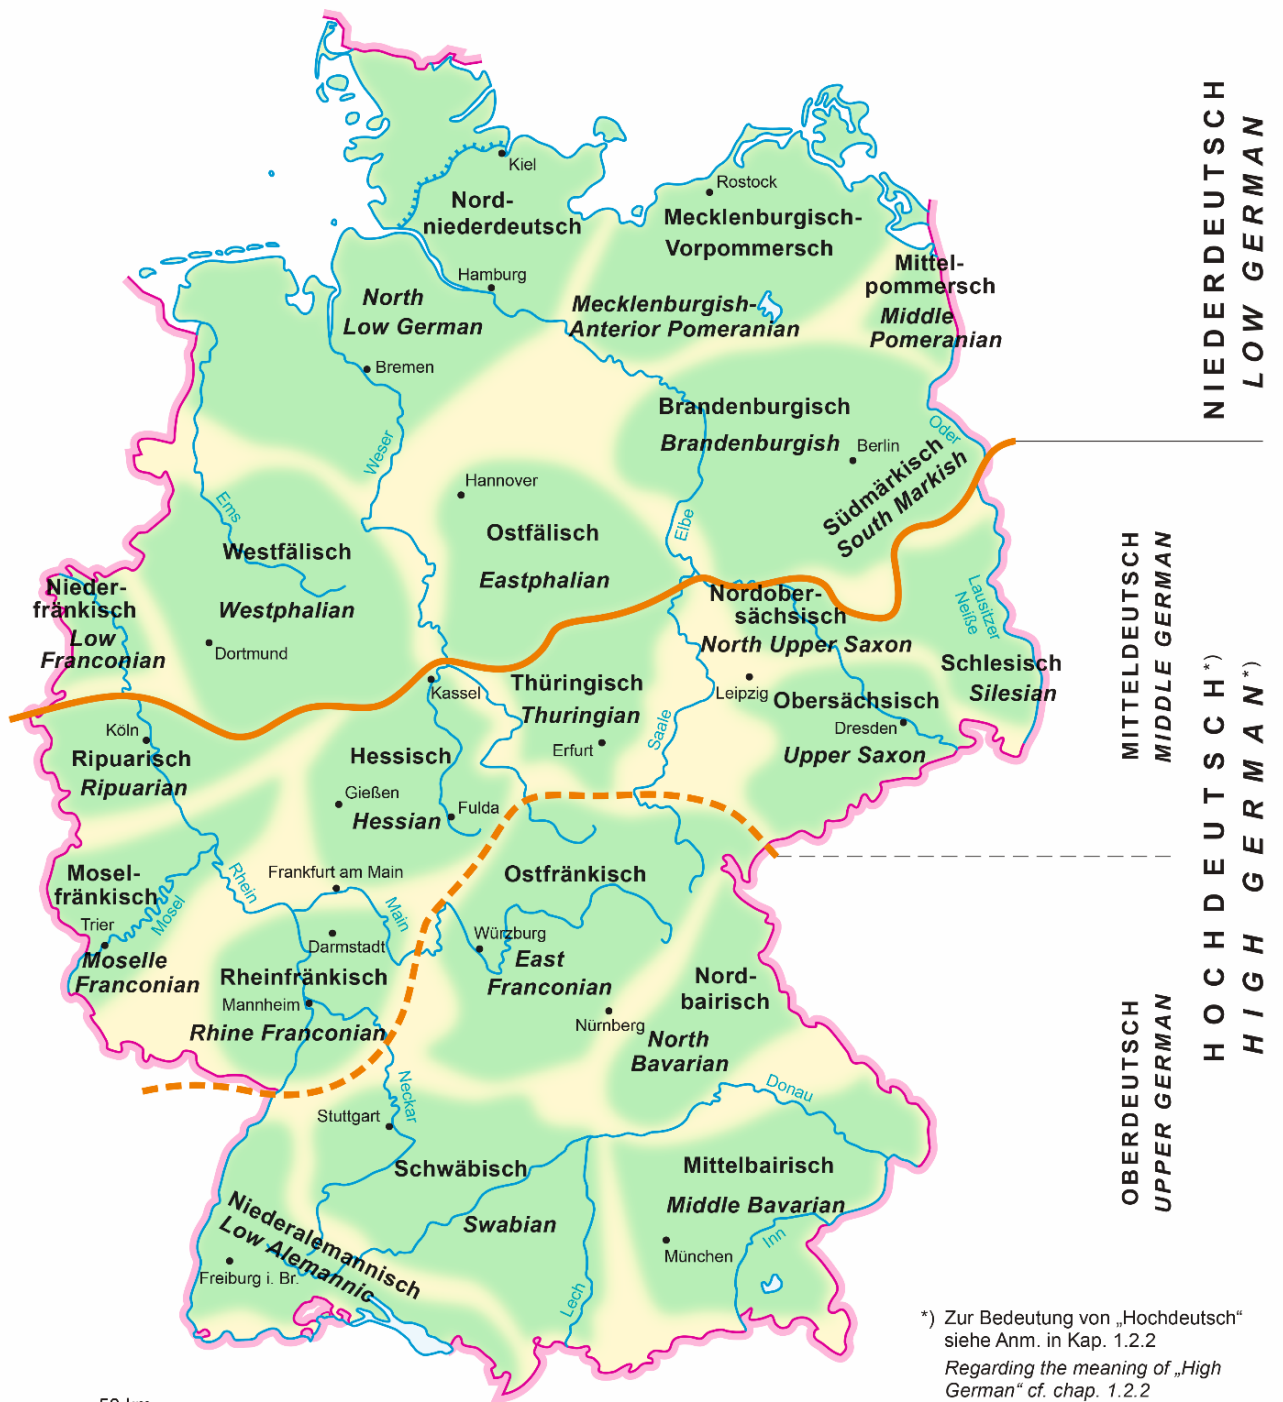 Kiel
Rostock
Nord-
niederdeutsch
Mecklenburgisch-
Vorpommersch
Mittel-
pommersch
Hamburg
North
Low German
Mecklenburgish-
Anterior Pomeranian
Middle
Pomeranian
Bremen
Brandenburgisch
Brandenburgish
Berlin
Oder
Südmärkisch
South Markish
Weser
Hannover
Ems
Elbe
Ostfälisch
Eastphalian
Westfälisch
Westphalian
Dortmund
Nieder-
fränkisch
Low
Franconian
Nordober-
sächsisch
North Upper Saxon
Lausitzer
Neiße
Schlesisch
Silesian
Kassel
Thüringisch
Thuringian
Erfurt
Saale
Leipzig
Obersächsisch
Dresden
Upper Saxon
Köln
Ripuarisch
Ripuarian
Hessisch
Gießen
Hessian
Fulda
Mosel-
fränkisch
Trier
Mosel
Moselle
Franconian
Rhein
Frankfurt am Main
Main
Darmstadt
Rheinfränkisch
Mannheim
Rhine Franconian
Ostfränkisch
Würzburg
East
Franconian
Nürnberg
Nord-
bairisch
North
Bavarian
Neckar
Stuttgart
Donau
Schwäbisch
Swabian
Mittelbairisch
Middle Bavarian
München
Inn
Lech
Niederalemannisch
Low Alemannic
Freiburg i. Br.
NIEDERDEUTSCH
LOW GERMAN
MITTELDEUTSCH
MIDDLE GERMAN
HOCHDEUTSCH*)
HIGH GERMAN*)
OBERDEUTSCH
UPPER GERMAN
*) Zur Bedeutung von „Hochdeutsch“
siehe Anm. in Kap. 1.2.2
Regarding the meaning of „High
German“ cf. chap. 1.2.2